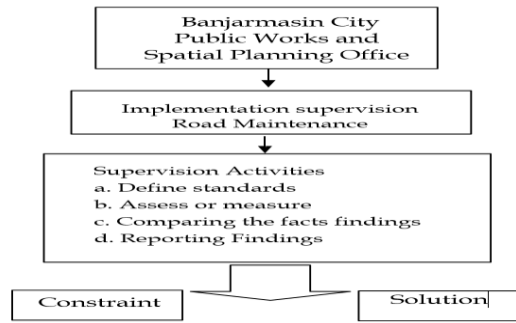 Banjarmasin City
Public Works and
Spatial Planning Office
Implementation supervision
Road Maintenance
Supervision Activities
a. Define standards
b. Assess or measure
c. Comparing the facts findings
d. Reporting Findings
Constraint
Solution